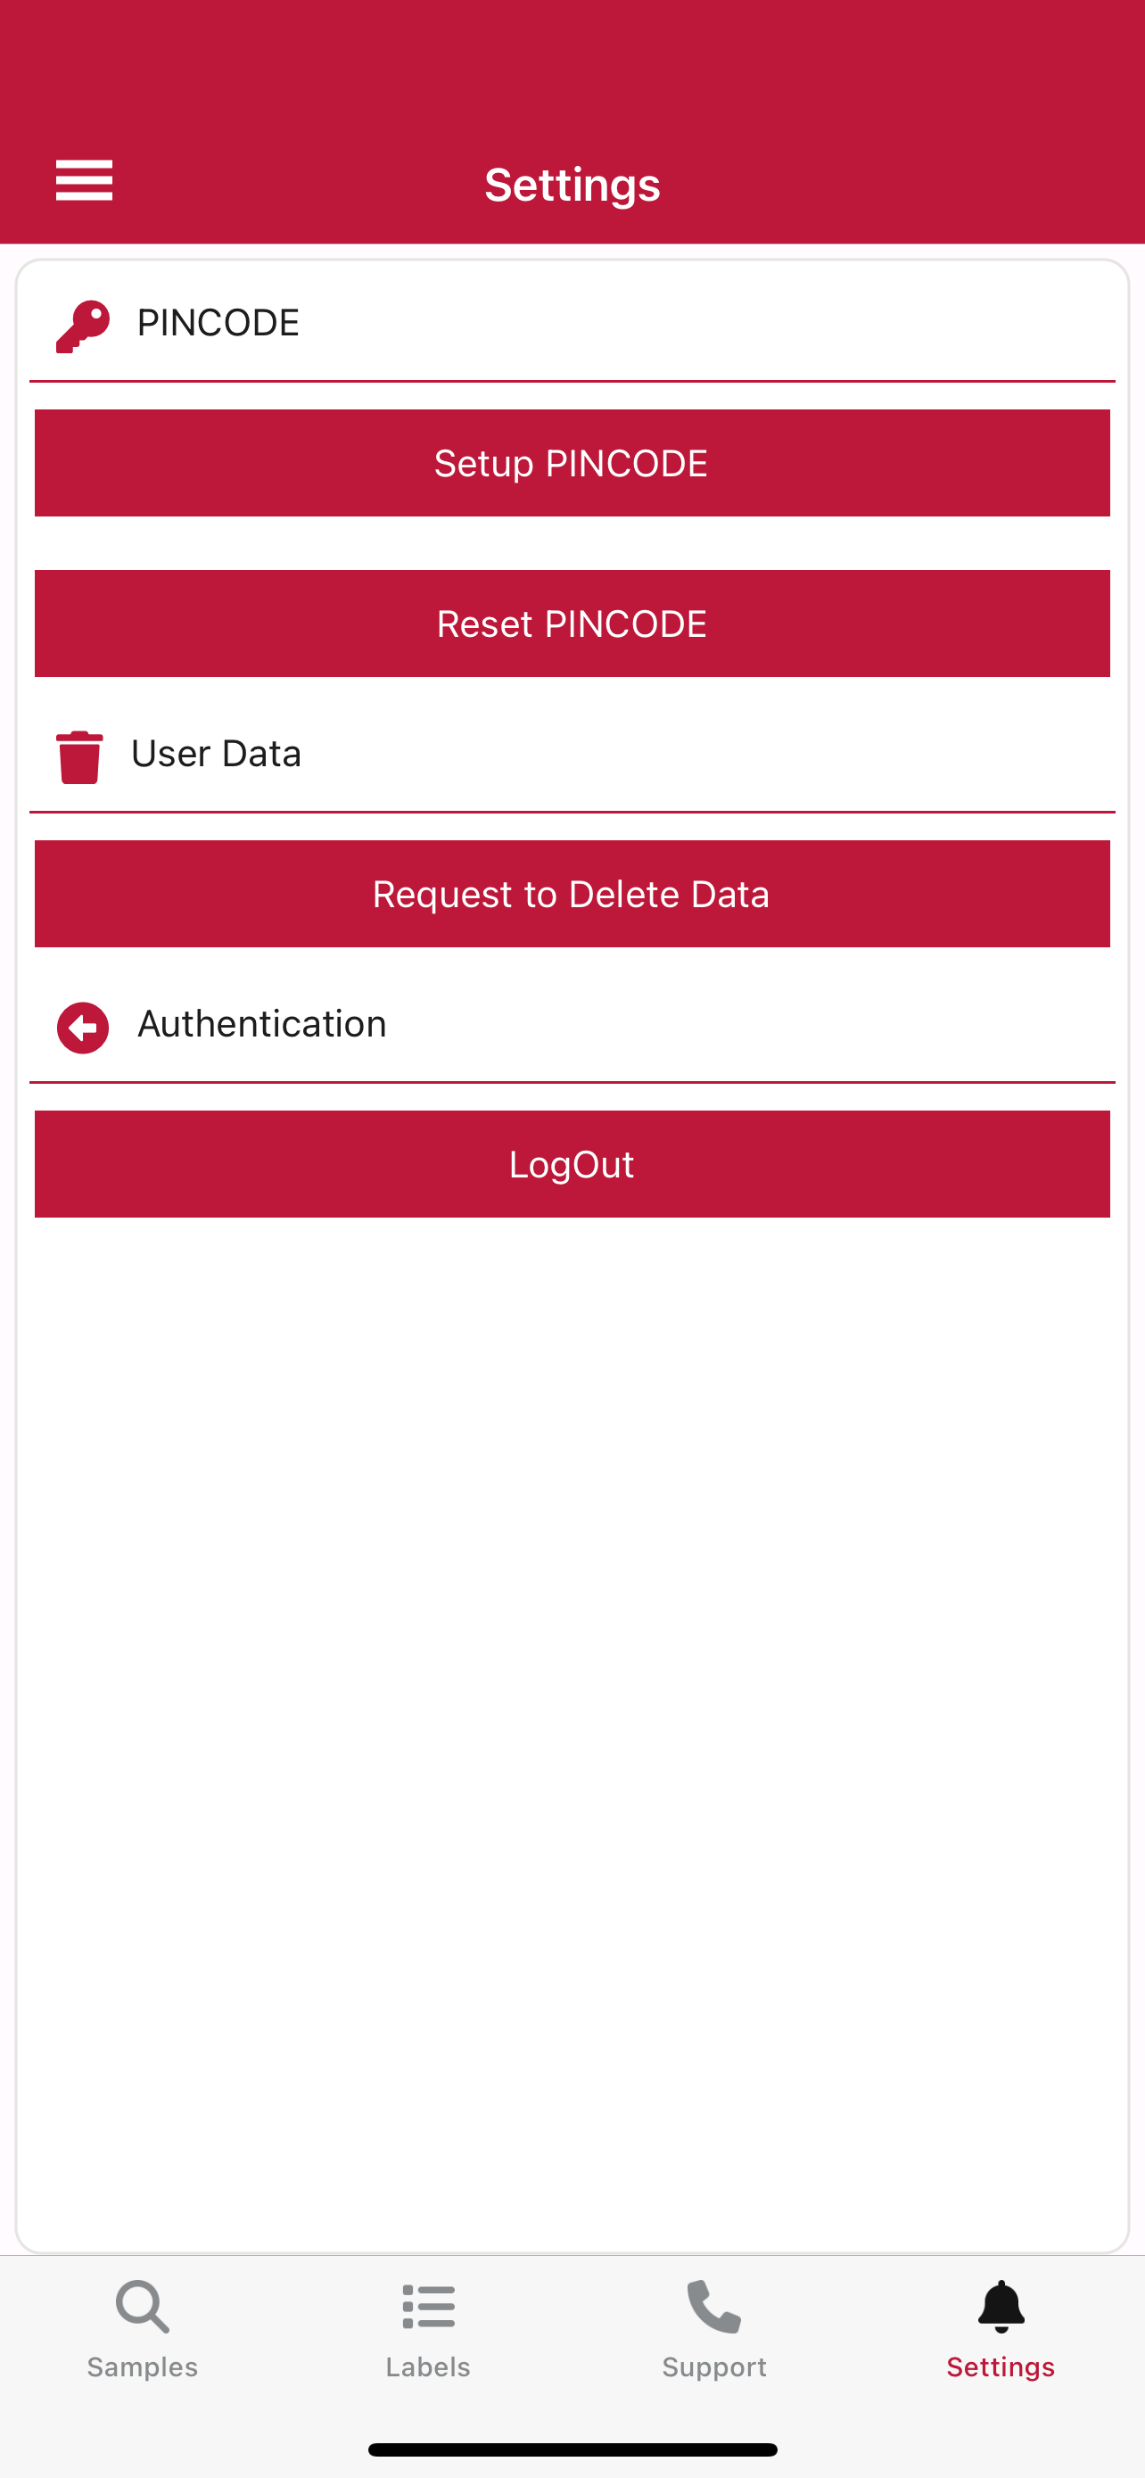 Settings
PINCODE
Setup PINCODE
Reset PINCODE
User Data
Request to Delete Data
Authentication
LogOut
Samples
Labels
Support
Settings